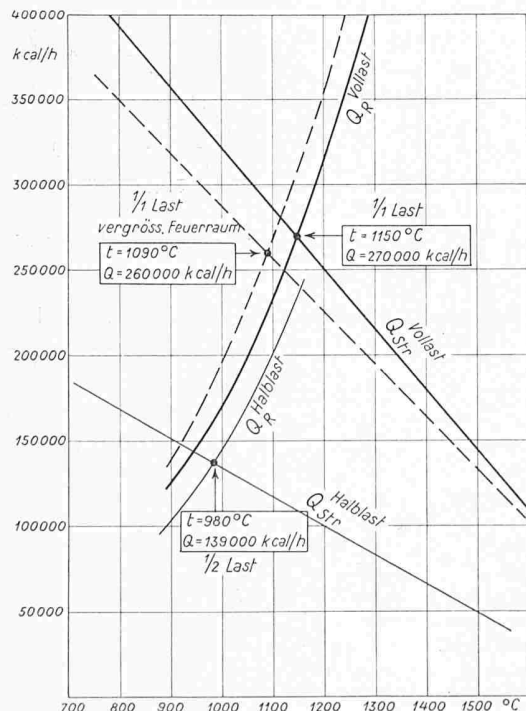 400000
k cal/h
350000
300000
250000
200000
150000
100000
50000
Q_R Vollast
1/1 Last
vergröss. Feuerraum
t = 1090°C
Q = 260000 kcal/h
1/1 Last
t = 1150°C
Q = 270000 kcal/h
Q_Str Vollast
Q_R Halblast
Q_Str Halblast
t = 980°C
Q = 139000 kcal/h
1/2 Last
700 800 900 1000 1100 1200 1300 1400 1500 °C